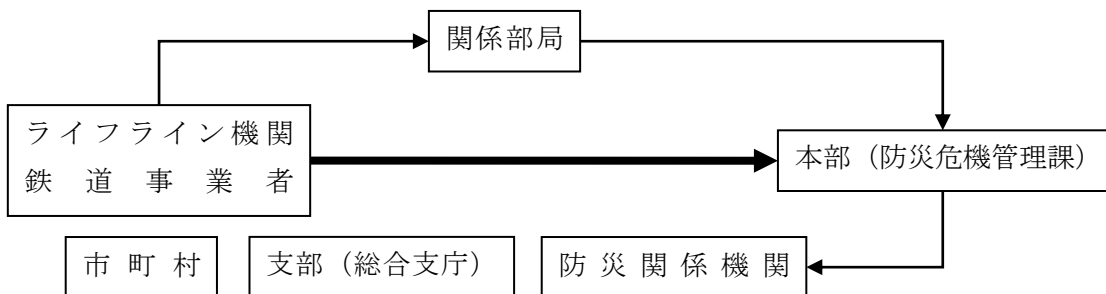 関係部局
ライフライン機関
鉄道事業者
本部（防災危機管理課）
市町村
支部（総合支庁）
防災関係機関